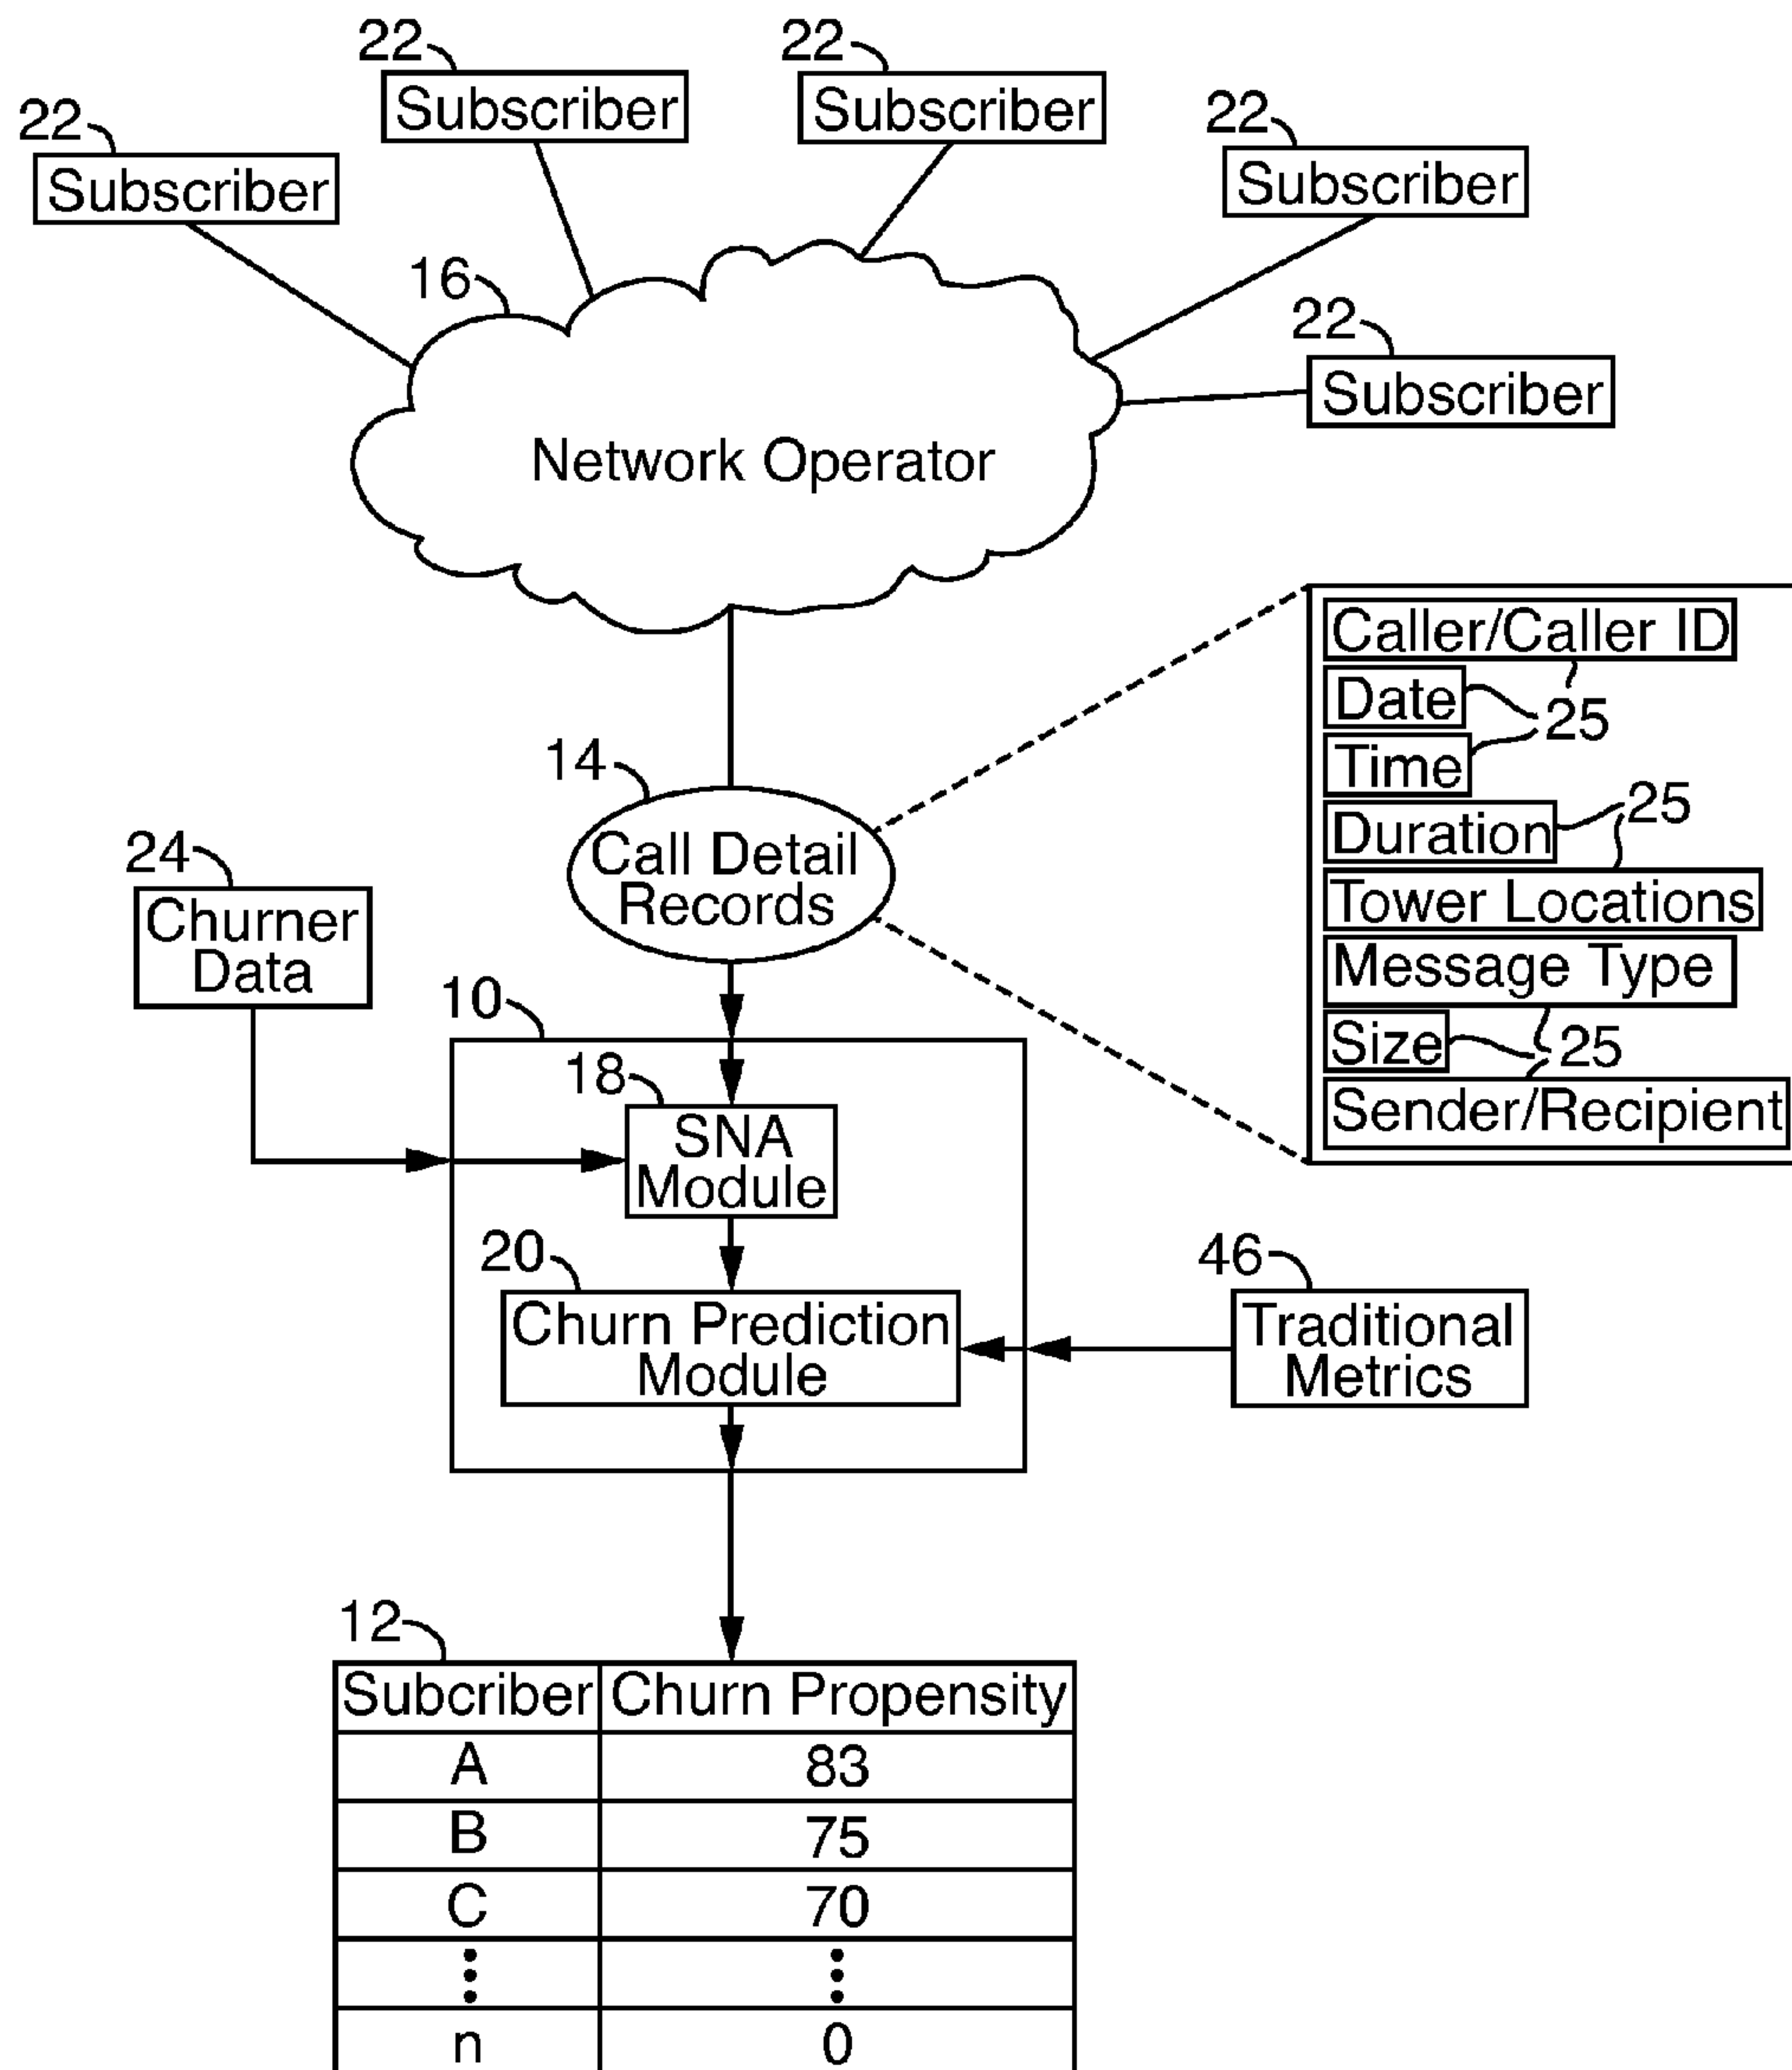 22
22
22
22
Subscriber
Subscriber
Subscriber
Subscriber
16
22
Subscriber
Network Operator
Caller/Caller ID
Date
25
Time
14
Duration
25
Call Detail
Records
24
Churner
Data
Tower Locations
Message Type
10
Size
25
18
Sender/Recipient
SNA
Module
20
46
Churn Prediction
Module
Traditional
Metrics
12
Subcriber Churn Propensity
A 83
B 75
C 70
n 0